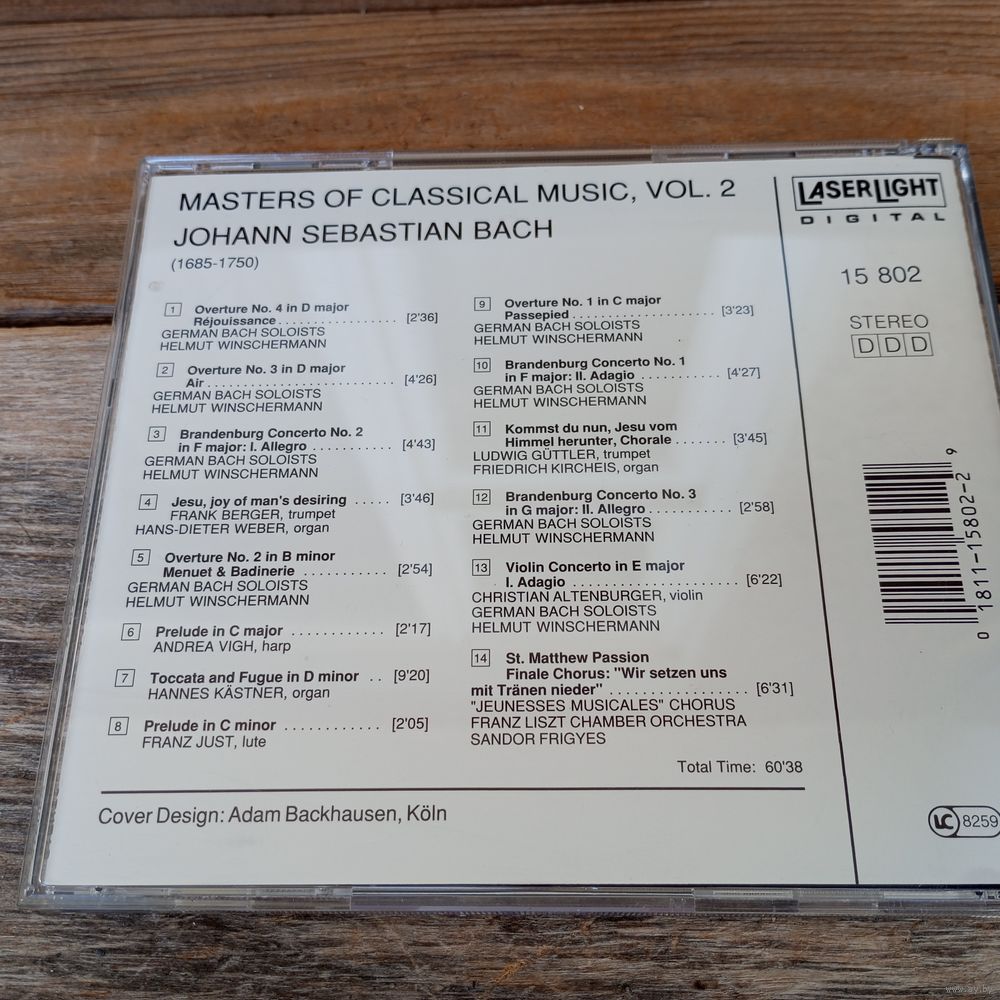 MASTERS OF CLASSICAL MUSIC, VOL. 2
JOHANN SEBASTIAN BACH
(1685-1750)
1 Overture No. 4 in D major
Réjouissance.................. [2'36]
GERMAN BACH SOLOISTS
HELMUT WINSCHERMANN
2 Overture No. 3 in D major
Air.......................... [4'26]
GERMAN BACH SOLOISTS
HELMUT WINSCHERMANN
3 Brandenburg Concerto No. 2
in F major: I. Allegro ........... [4'43]
GERMAN BACH SOLOISTS
HELMUT WINSCHERMANN
4 Jesu, joy of man's desiring ..... [3'46]
FRANK BERGER, trumpet
HANS-DIETER WEBER, organ
5 Overture No. 2 in B minor
Menuet & Badinerie ........... [2'54]
GERMAN BACH SOLOISTS
HELMUT WINSCHERMANN
6 Prelude in C major ............ [2'17]
ANDREA VIGH, harp
7 Toccata and Fugue in D minor .. [9'20]
HANNES KÄSTNER, organ
8 Prelude in C minor ............ [2'05]
FRANZ JUST, lute
9 Overture No. 1 in C major
Passepied.................... [3'23]
GERMAN BACH SOLOISTS
HELMUT WINSCHERMANN
10 Brandenburg Concerto No. 1
in F major: II. Adagio ........... [4'27]
GERMAN BACH SOLOISTS
HELMUT WINSCHERMANN
11 Kommst du nun, Jesu vom
Himmel herunter, Chorale ....... [3'45]
LUDWIG GÜTTLER, trumpet
FRIEDRICH KIRCHEIS, organ
12 Brandenburg Concerto No. 3
in G major: II. Allegro ............ [2'58]
GERMAN BACH SOLOISTS
HELMUT WINSCHERMANN
13 Violin Concerto in E major
I. Adagio ........................ [6'22]
CHRISTIAN ALTENBURGER, violin
GERMAN BACH SOLOISTS
HELMUT WINSCHERMANN
14 St. Matthew Passion
Finale Chorus: "Wir setzen uns
mit Tränen nieder" ................. [6'31]
"JEUNESSES MUSICALES" CHORUS
FRANZ LISZT CHAMBER ORCHESTRA
SANDOR FRIGYES
Total Time: 60'38
Cover Design: Adam Backhausen, Köln
LASERLIGHT
DIGITAL
15 802
STEREO
DDD
0 1811-15802-2 9
LC 8259
www.ay.by